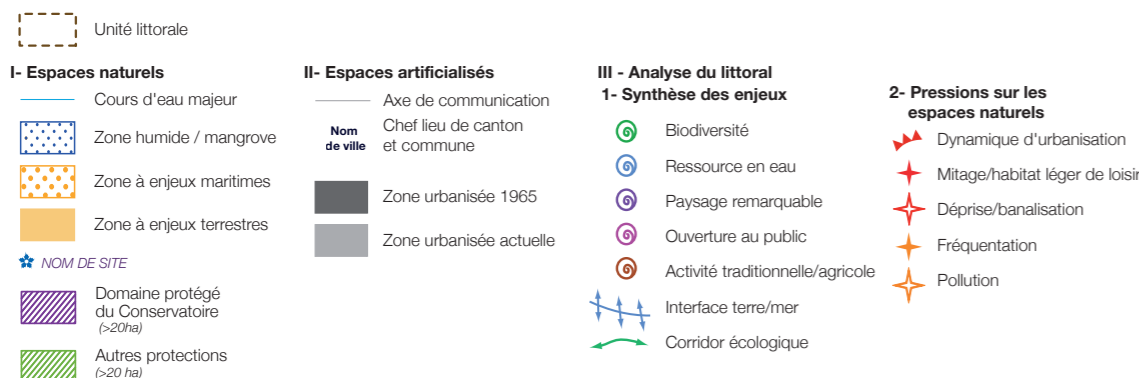 Unité littorale
I- Espaces naturels
Cours d'eau majeur
Zone humide / mangrove
Zone à enjeux maritimes
Zone à enjeux terrestres
NOM DE SITE
Domaine protégé
du Conservatoire
(>20ha)
Autres protections
(>20 ha)
II- Espaces artificialisés
Axe de communication
Nom
de ville
Chef lieu de canton
et commune
Zone urbanisée 1965
Zone urbanisée actuelle
III - Analyse du littoral
1- Synthèse des enjeux
Biodiversité
Ressource en eau
Paysage remarquable
Ouverture au public
Activité traditionnelle/agricole
Interface terre/mer
Corridor écologique
2- Pressions sur les
espaces naturels
Dynamique d'urbanisation
Mitage/habitat léger de loisir
Déprise/banalisation
Fréquentation
Pollution